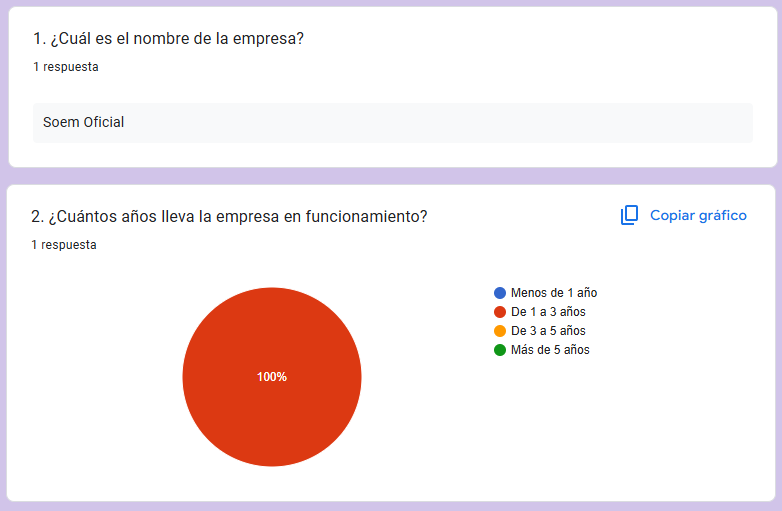 1. ¿Cuál es el nombre de la empresa?
1 respuesta
Soem Oficial
2. ¿Cuántos años lleva la empresa en funcionamiento?
Copiar gráfico
1 respuesta
Menos de 1 año
De 1 a 3 años
De 3 a 5 años
Más de 5 años
100%